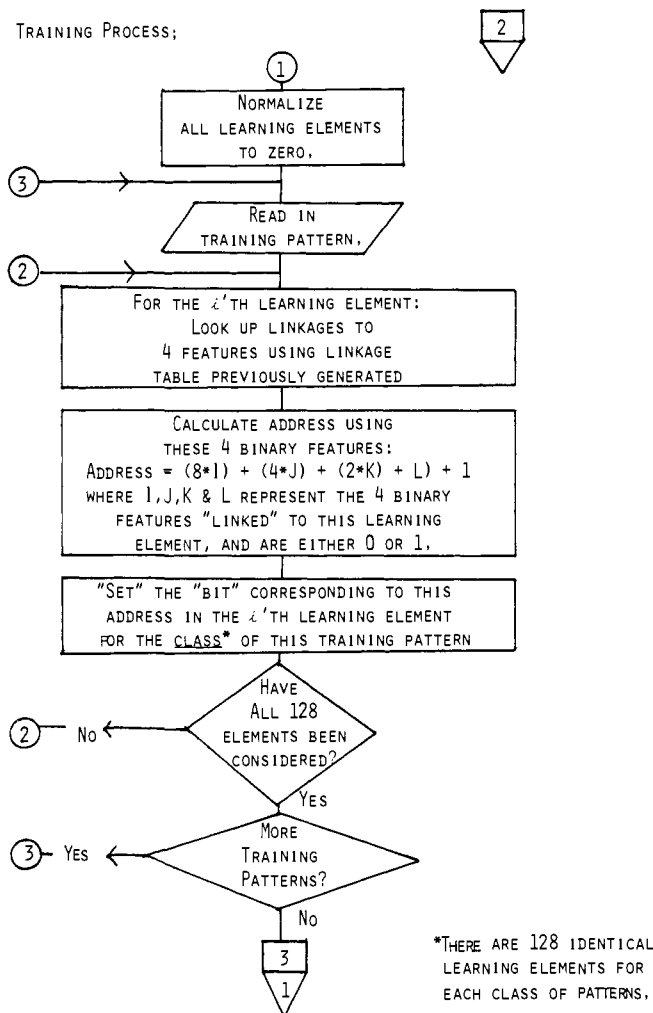 TRAINING PROCESS;
2
1
NORMALIZE
ALL LEARNING ELEMENTS
TO ZERO,
3
READ IN
TRAINING PATTERN,
2
FOR THE i'TH LEARNING ELEMENT:
LOOK UP LINKAGES TO
4 FEATURES USING LINKAGE
TABLE PREVIOUSLY GENERATED
CALCULATE ADDRESS USING
THESE 4 BINARY FEATURES:
ADDRESS = (8*I) + (4*J) + (2*K) + L) + 1
WHERE I,J,K & L REPRESENT THE 4 BINARY
FEATURES "LINKED" TO THIS LEARNING
ELEMENT, AND ARE EITHER 0 OR 1,
"SET" THE "BIT" CORRESPONDING TO THIS
ADDRESS IN THE i'TH LEARNING ELEMENT
FOR THE CLASS* OF THIS TRAINING PATTERN
HAVE
ALL 128
ELEMENTS BEEN
CONSIDERED?
2 NO
YES
MORE
TRAINING
PATTERNS?
3 YES
NO
3
1
*THERE ARE 128 IDENTICAL
LEARNING ELEMENTS FOR
EACH CLASS OF PATTERNS,